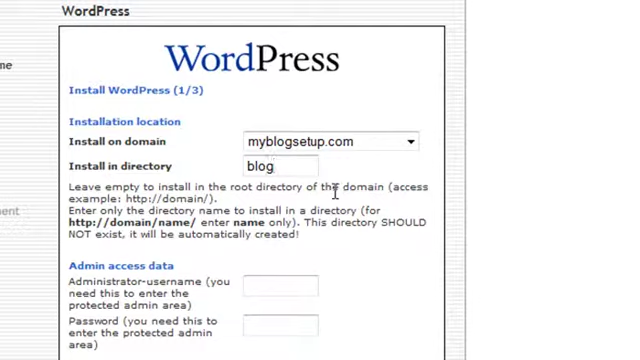 WordPress
WordPress
Install WordPress (1/3)
Installation location
Install on domain myblogsetup.com
Install in directory blog
Leave empty to install in the root directory of the domain (access
example: http://domain/).
Enter only the directory name to install in a directory (for
http://domain/name/ enter name only). This directory SHOULD
NOT exist, it will be automatically created!
Admin access data
Administrator-username (you
need this to enter the
protected admin area)
Password (you need this to
enter the protected admin
area)